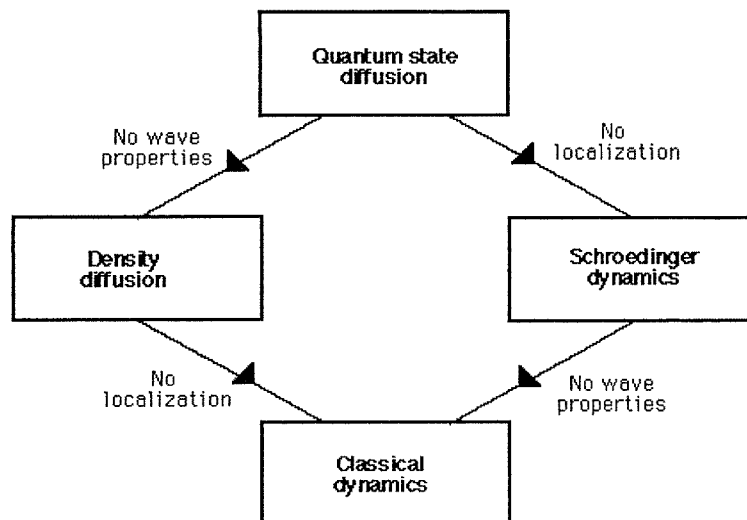 Quantum state
diffusion
No wave
properties
No
localization
Density
diffusion
Schroedinger
dynamics
No
localization
No wave
properties
Classical
dynamics